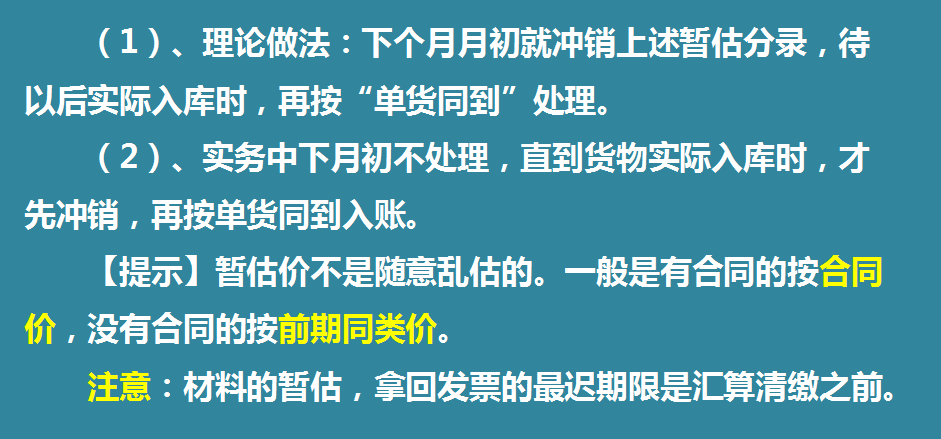 （1）、理论做法：下个月月初就冲销上述暂估分录，待
以后实际入库时，再按“单货同到”处理。
（2）、实务中下月初不处理，直到货物实际入库时，才
先冲销，再按单货同到入账。
【提示】暂估价不是随意乱估的。一般是有合同的按合同
价，没有合同的按前期同类价。
注意：材料的暂估，拿回发票的最迟期限是汇算清缴之前。